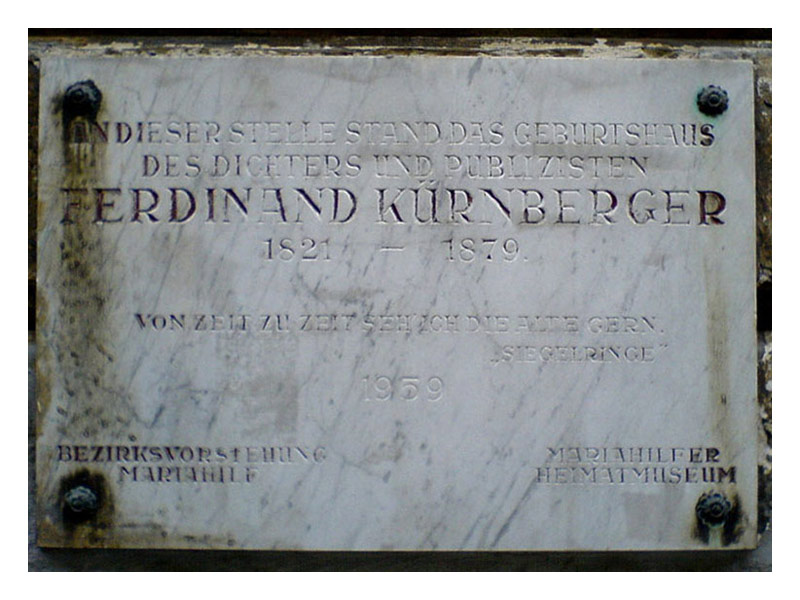 AN DIESER STELLE STAND DAS GEBURTSHAUS
DES DICHTERS UND PUBLIZISTEN
FERDINAND KÜRNBERGER
1821 — 1879.
VON ZEIT ZU ZEIT SEH' ICH DIE ALTE GERN.
„SIEGELRINGE"
1959
BEZIRKSVORSTEHUNG
MARIAHILF
MARIAHILFER
HEIMATMUSEUM